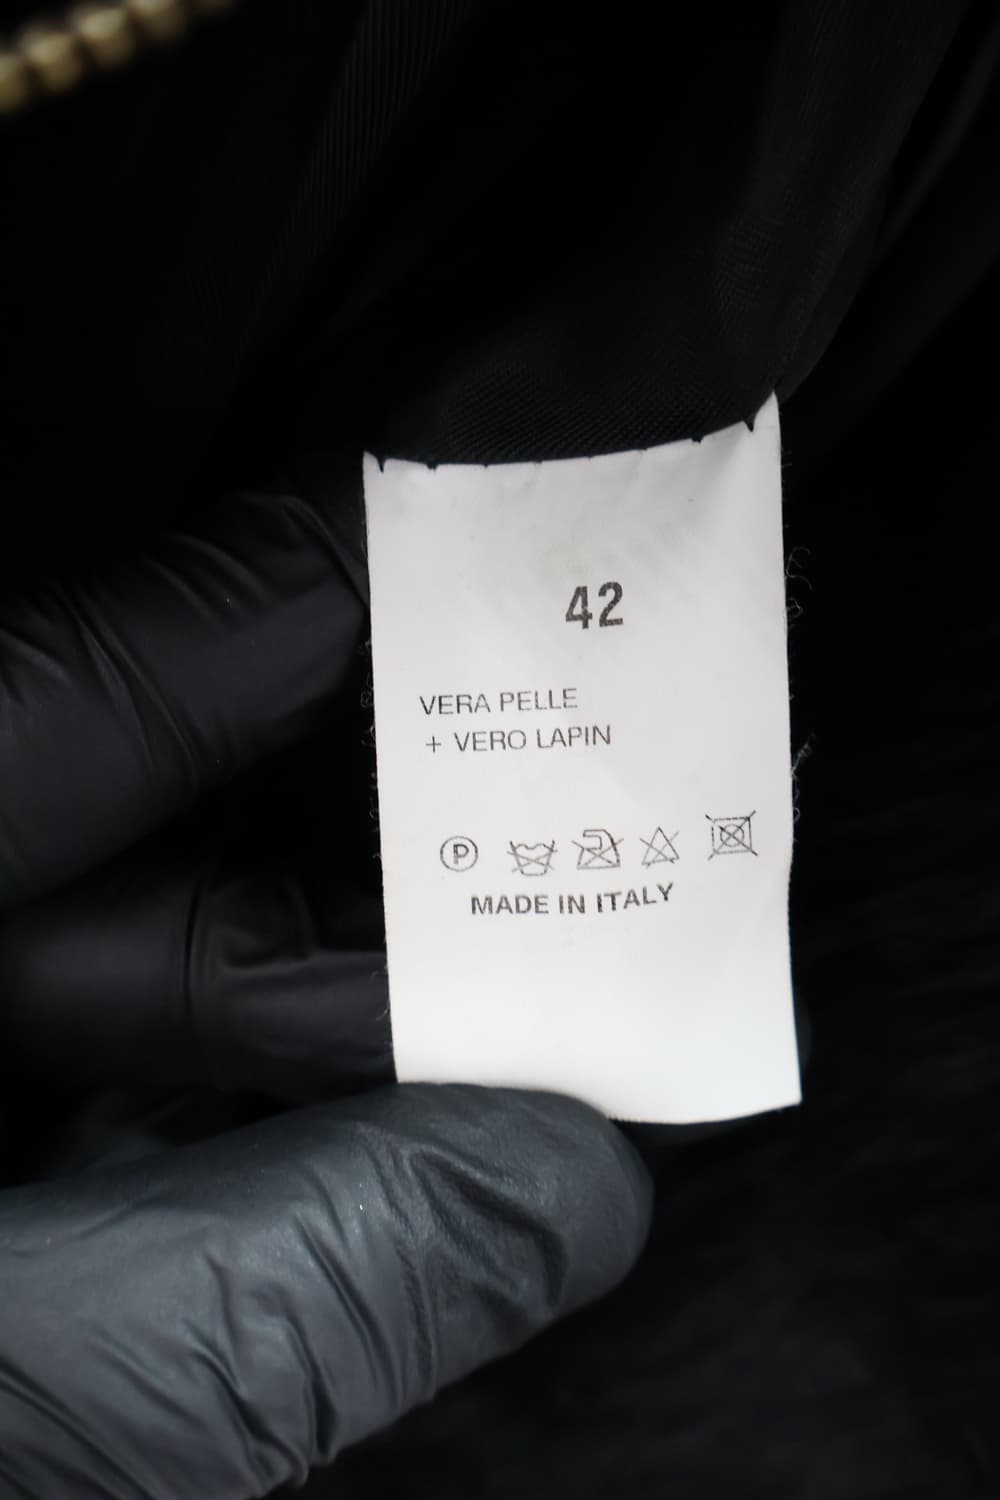 42
VERA PELLE
+ VERO LAPIN
P
MADE IN ITALY